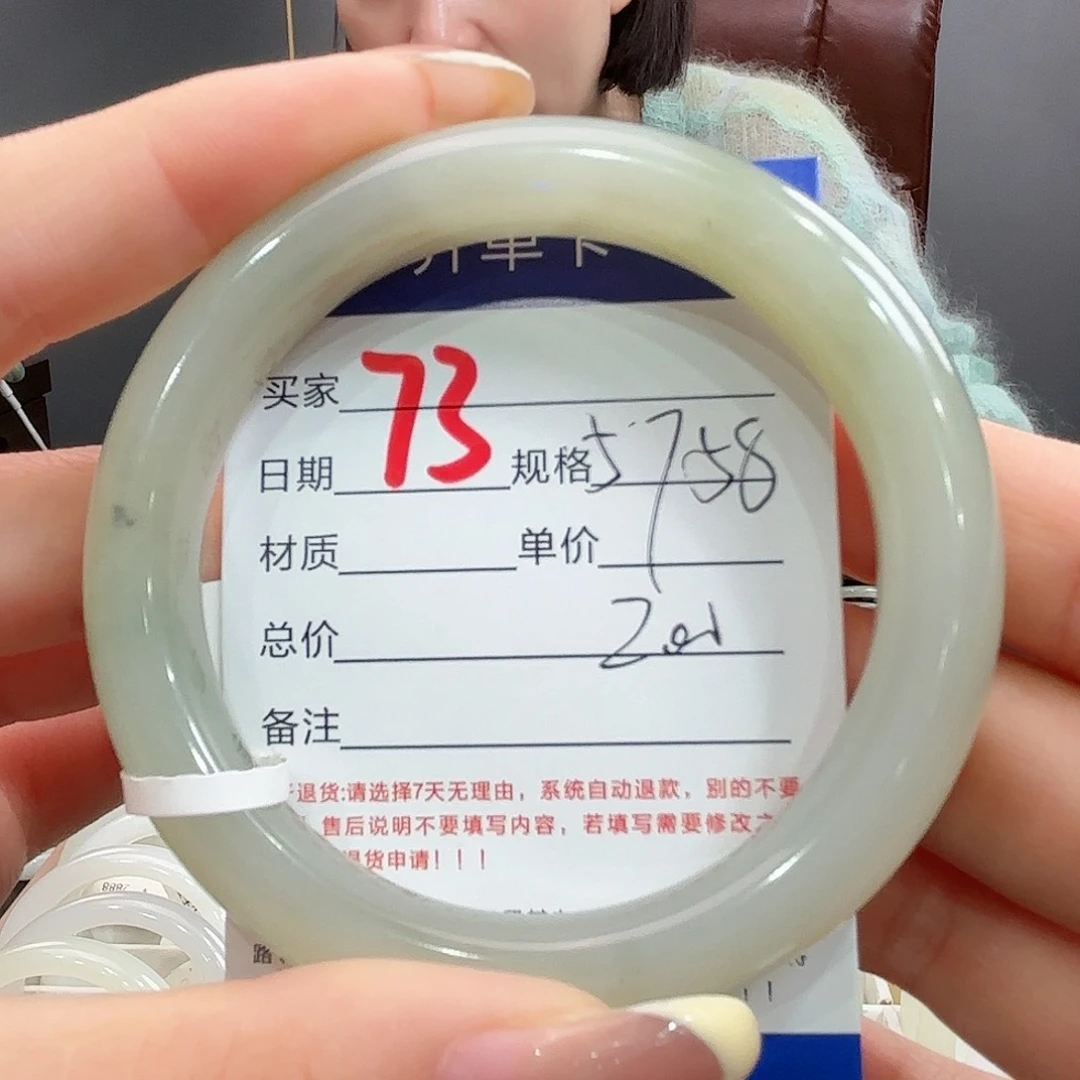 开单卡
买家 73
日期 规格 57 58
材质 单价
总价
备注
退货:请选择7天无理由，系统自动退款，别的不要
售后说明不要填写内容，若填写需要修改
退货申请！！！